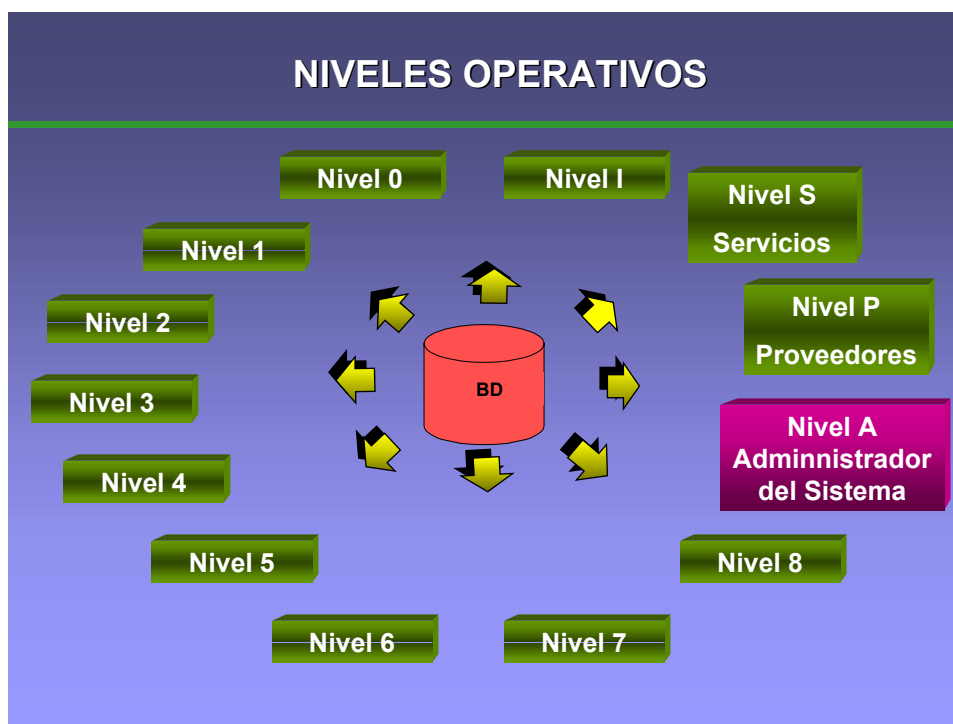 NIVELES OPERATIVOS
Nivel 0
Nivel I
Nivel S
Servicios
Nivel 1
Nivel P
Proveedores
Nivel 2
BD
Nivel 3
Nivel A
Adminnistrador
del Sistema
Nivel 4
Nivel 5
Nivel 8
Nivel 6
Nivel 7